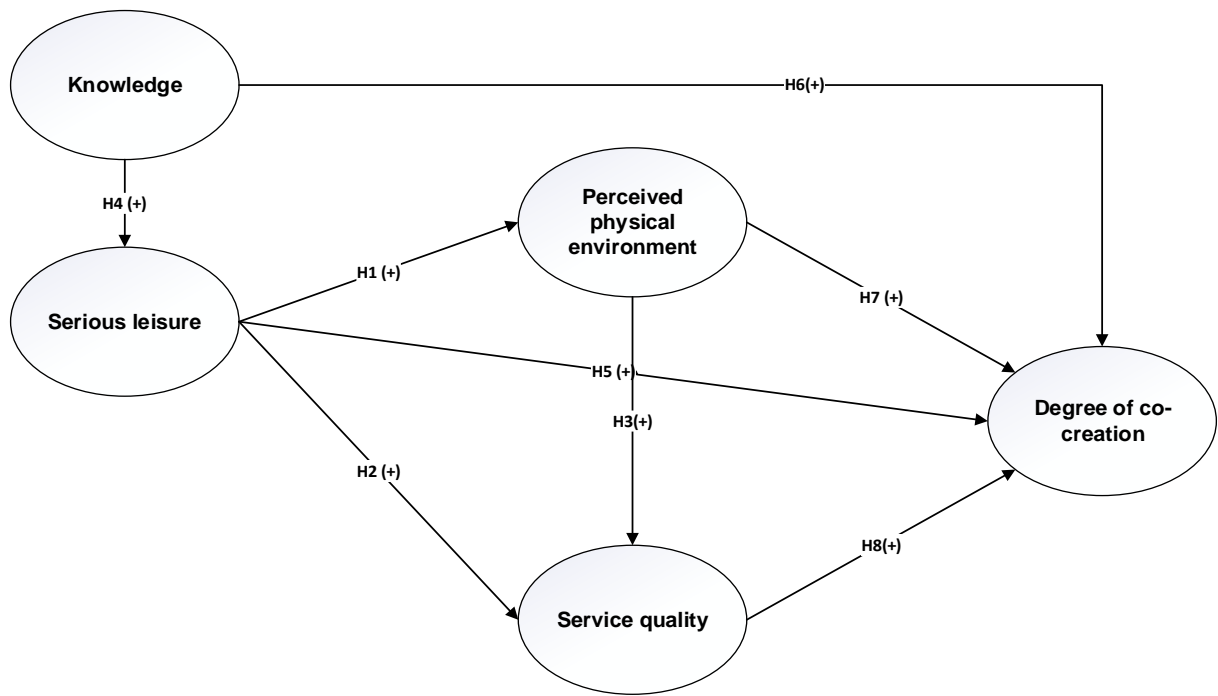 Knowledge
H6(+)
H4 (+)
Perceived
physical
environment
H1 (+)
H7 (+)
Serious leisure
H5 (+)
H3(+)
Degree of co-
creation
H2 (+)
H8(+)
Service quality